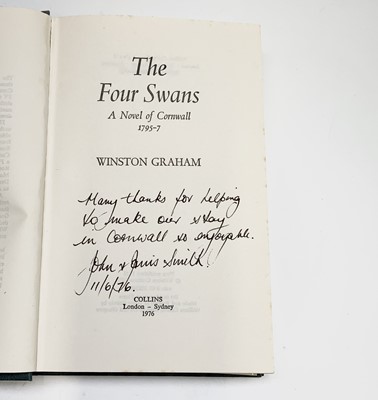 The
Four Swans
A Novel of Cornwall
1795-7
WINSTON GRAHAM
Many thanks for helping
to make our stay
in Cornwall so enjoyable.
John & Janis Smith.
11/6/76.
COLLINS
London – Sydney
1976